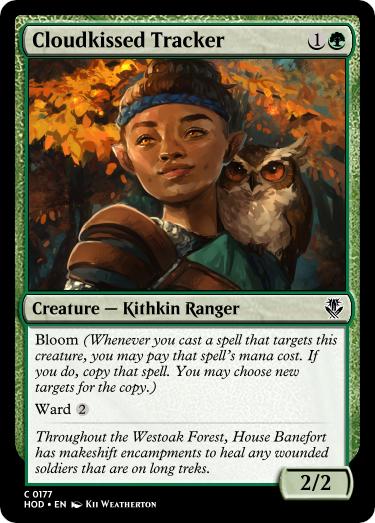 Cloudkissed Tracker 1
Creature — Kithkin Ranger
Bloom (Whenever you cast a spell that targets this
creature, you may pay that spell's mana cost. If
you do, copy that spell. You may choose new
targets for the copy.)
Ward 2
Throughout the Westoak Forest, House Banefort
has makeshift encampments to heal any wounded
soldiers that are on long treks.
2/2
C 0177
HOD • EN Kii Weatherton